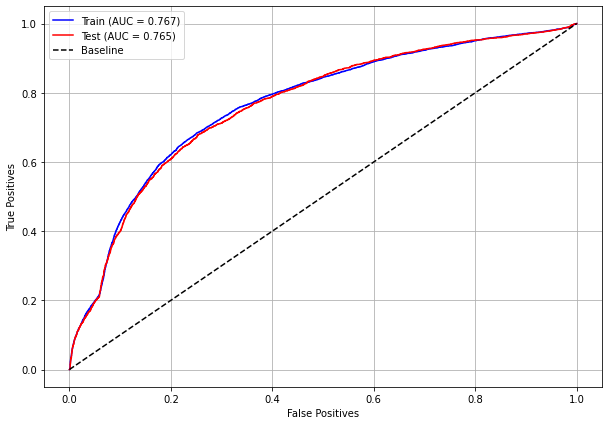 Train (AUC = 0.767)
Test (AUC = 0.765)
Baseline
1.0
0.8
0.6
0.4
0.2
0.0
True Positives
0.0 0.2 0.4 0.6 0.8 1.0
False Positives